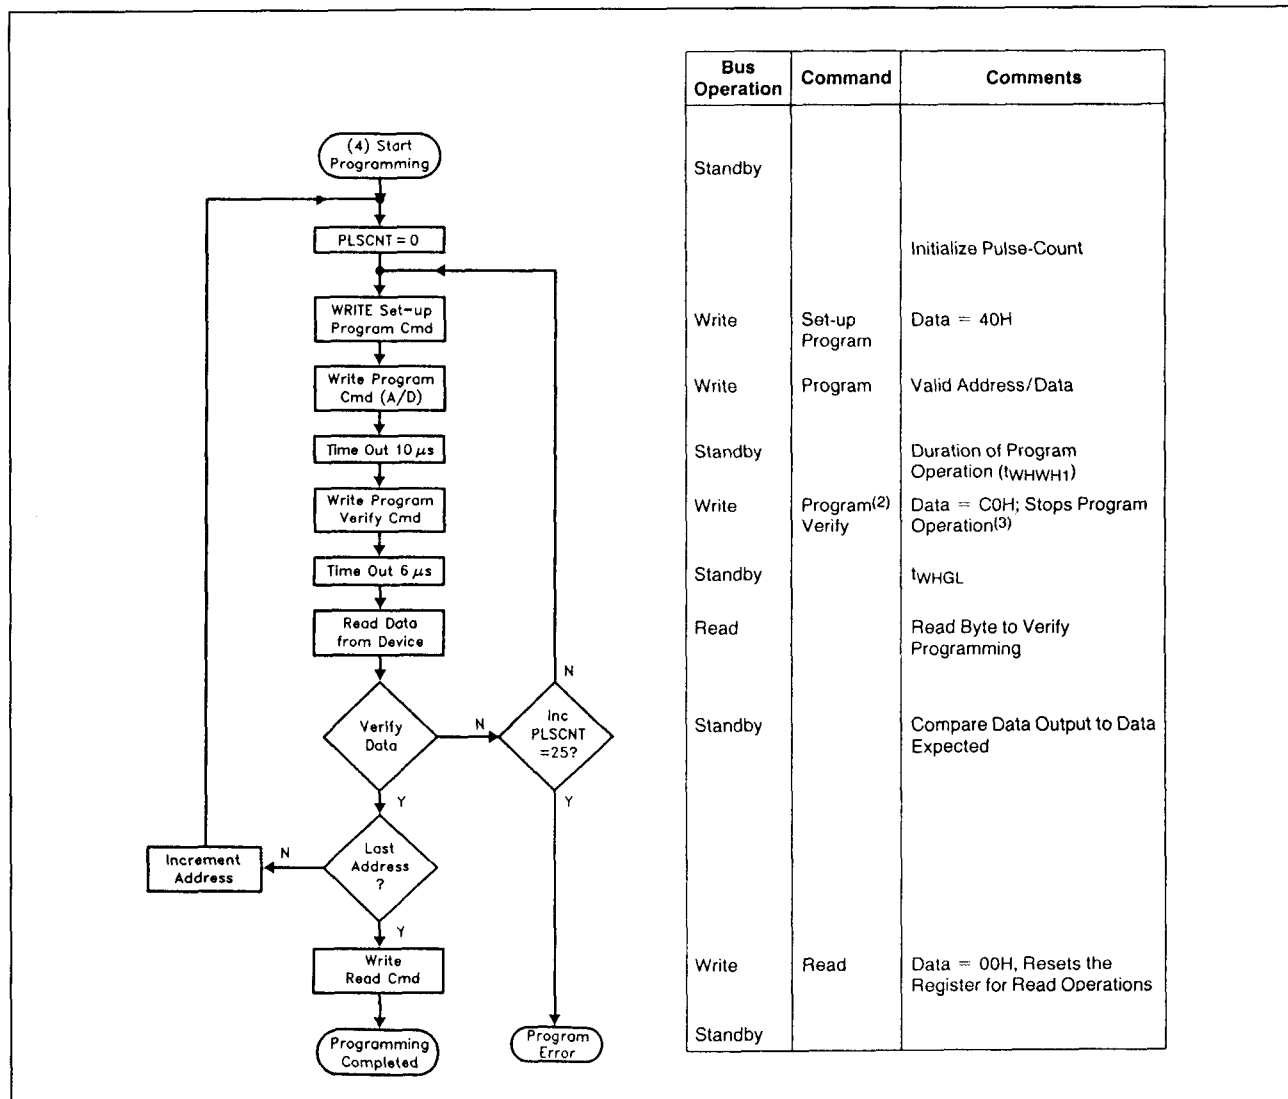 (4) Start
Programming
PLSCNT = 0
WRITE Set-up
Program Cmd
Write Program
Cmd (A/D)
Time Out 10 μs
Write Program
Verify Cmd
Time Out 6 μs
Read Data
from Device
Verify
Data
N
Inc
PLSCNT
=25?
N
Y
Y
Last
Address
?
N
Increment
Address
Y
Write
Read Cmd
Programming
Completed
Program
Error
Bus
Operation
Command
Comments
Standby
Initialize Pulse-Count
Write
Set-up
Program
Data = 40H
Write
Program
Valid Address/Data
Standby
Duration of Program
Operation (tWHWH1)
Write
Program(2)
Verify
Data = C0H; Stops Program
Operation(3)
Standby
tWHGL
Read
Read Byte to Verify
Programming
Standby
Compare Data Output to Data
Expected
Write
Read
Data = 00H, Resets the
Register for Read Operations
Standby